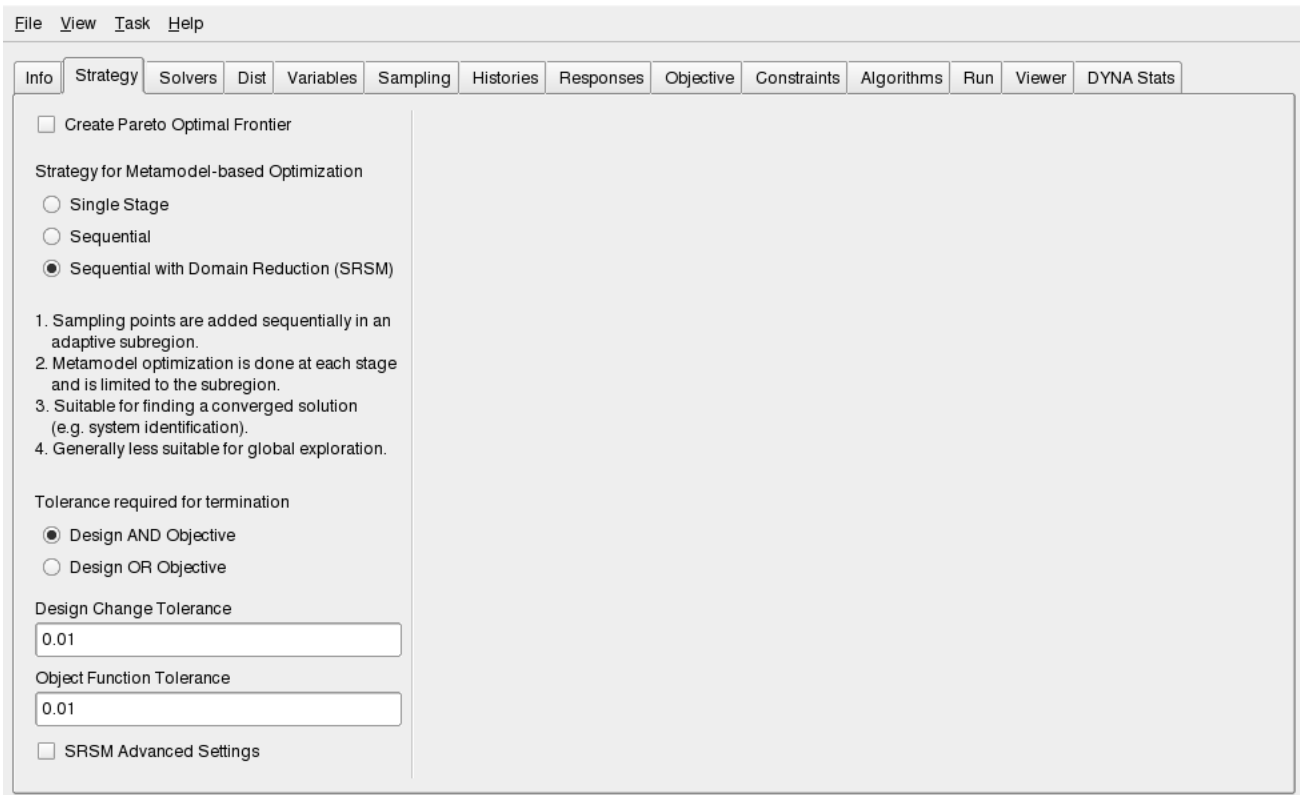 File View Task Help
Info Strategy Solvers Dist Variables Sampling Histories Responses Objective Constraints Algorithms Run Viewer DYNA Stats
Create Pareto Optimal Frontier
Strategy for Metamodel-based Optimization
Single Stage
Sequential
Sequential with Domain Reduction (SRSM)
1. Sampling points are added sequentially in an
adaptive subregion.
2. Metamodel optimization is done at each stage
and is limited to the subregion.
3. Suitable for finding a converged solution
(e.g. system identification).
4. Generally less suitable for global exploration.
Tolerance required for termination
Design AND Objective
Design OR Objective
Design Change Tolerance
0.01
Object Function Tolerance
0.01
SRSM Advanced Settings